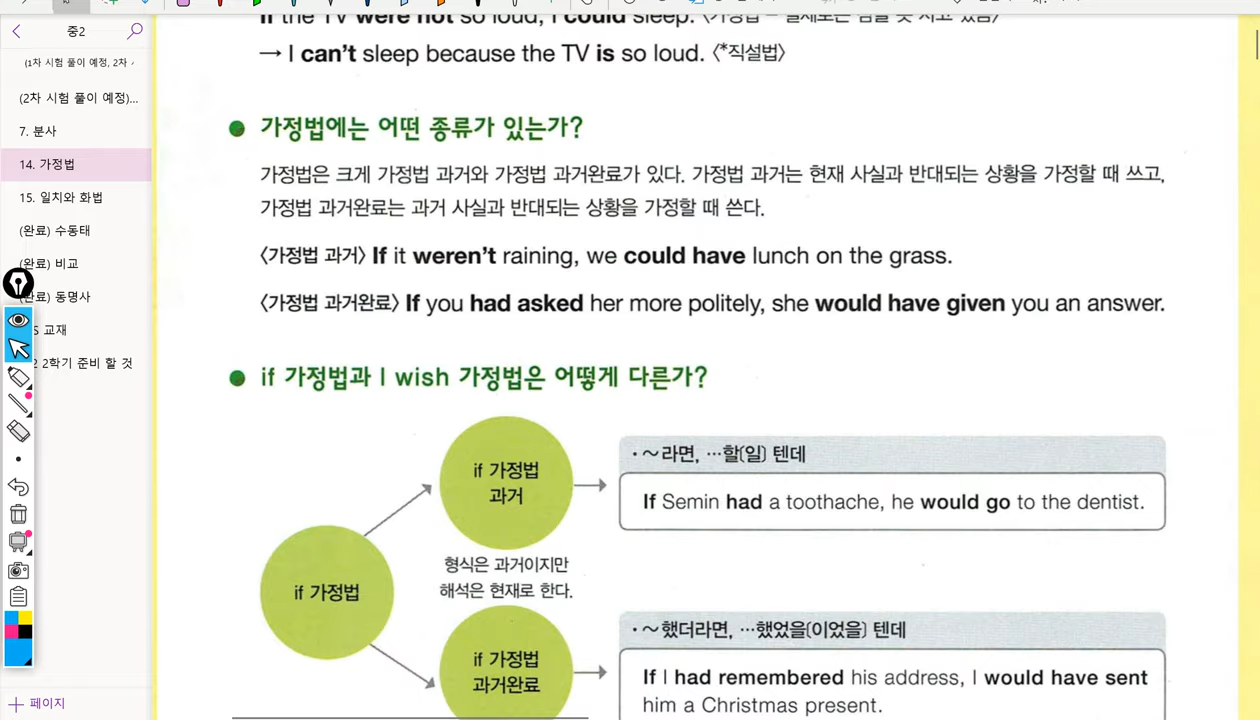 중2
(1차 시험 풀이 예정, 2차
(2차 시험 풀이 예정)...
7. 분사
14. 가정법
15. 일치와 화법
(완료) 수동태
(완료) 비교
료) 동명사
S 교재
2 2학기 준비 할 것
페이지
If the TV were not so loud, I could sleep.
→ I can't sleep because the TV is so loud. 〈*직설법〉
가정법에는 어떤 종류가 있는가?
가정법은 크게 가정법 과거와 가정법 과거완료가 있다. 가정법 과거는 현재 사실과 반대되는 상황을 가정할 때 쓰고,
가정법 과거완료는 과거 사실과 반대되는 상황을 가정할 때 쓴다.
〈가정법 과거〉 If it weren't raining, we could have lunch on the grass.
〈가정법 과거완료〉 If you had asked her more politely, she would have given you an answer.
if 가정법과 I wish 가정법은 어떻게 다른가?
if 가정법
if 가정법
과거
형식은 과거이지만
해석은 현재로 한다.
· ~라면, …할(일) 텐데
If Semin had a toothache, he would go to the dentist.
if 가정법
과거완료
· ~했더라면, …했었을(이었을) 텐데
If I had remembered his address, I would have sent
him a Christmas present.